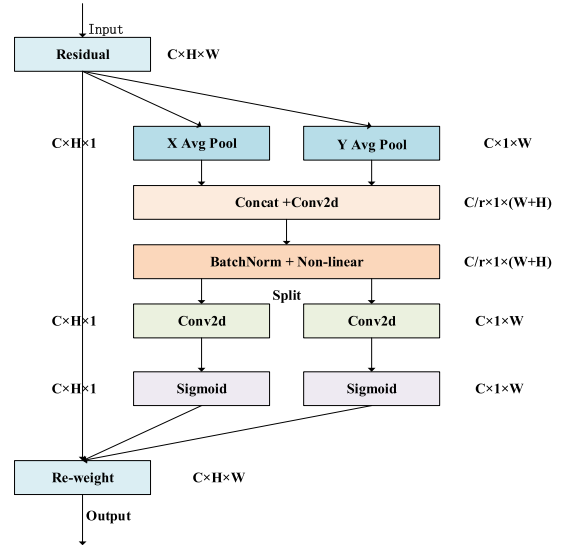 Input
Residual C×H×W
C×H×1 X Avg Pool Y Avg Pool C×1×W
Concat +Conv2d C/r×1×(W+H)
BatchNorm + Non-linear C/r×1×(W+H)
Split
C×H×1 Conv2d Conv2d C×1×W
C×H×1 Sigmoid Sigmoid C×1×W
Re-weight C×H×W
Output